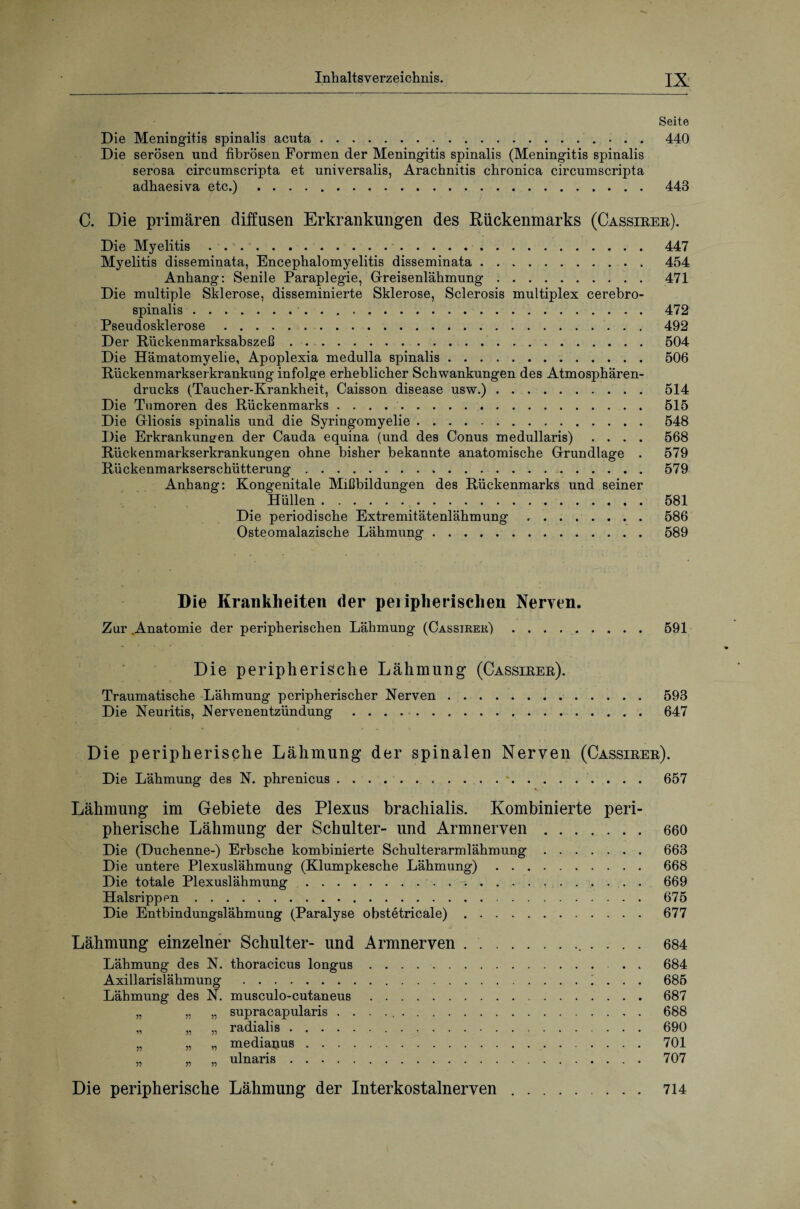 Inhaltsverzeichnis. IX
Seite
Die Meningitis spinalis acuta . . . . . . . . . . . . . . . . . . . . . 440
Die serösen und fibrösen Formen der Meningitis spinalis (Meningitis spinalis
serosa circumscripta et universalis, Arachnitis chronica circumscripta
adhaesiva etc.) . . . . . . . . . . . . . . . . . . . . . . . . . 443
C. Die primären diffusen Erkrankungen des Rückenmarks (Cassirer).
Die Myelitis . . . . . . . . . . . . . . . . . . . . . . . . . . . . 447
Myelitis disseminata, Encephalomyelitis disseminata . . . . . . . . . . . 454
Anhang: Senile Paraplegie, Greisenlähmung . . . . . . . . . . 471
Die multiple Sklerose, disseminierte Sklerose, Sclerosis multiplex cerebro-
spinalis . . . . . . . . . . . . . . . . . . . . . . . . . . . . . 472
Pseudosklerose . . . . . . . . . . . . . . . . . . . . . . . . . . . 492
Der Rückenmarksabszeß . . . . . . . . . . . . . . . . . . . . . . . 504
Die Hämatomyelie, Apoplexia medulla spinalis . . . . . . . . . . . . . 506
Rückenmarkserkrankung infolge erheblicher Schwankungen des Atmosphären-
drucks (Taucher-Krankheit, Caisson disease usw.) . . . . . . . . . . 514
Die Tumoren des Rückenmarks . . . . . . . . . . . . . . . . . . . . 515
Die Gliosis spinalis und die Syringomyelie . . . . . . . . . . . . . . . 548
Die Erkrankungen der Cauda equina (und des Conus medullaris) . . . . 568
Rückenmarkserkrankungen ohne bisher bekannte anatomische Grundlage . 579
Rückenmarkserschütterung . . . . . . . . . . . . . . . . . . . . . . 579
Anhang: Kongenitale Mißbildungen des Rückenmarks und seiner
Hüllen . . . . . . . . . . . . . . . . . . . . . 581
Die periodische Extremitätenlähmung . . . . . . . . 586
Osteomalazische Lähmung . . . . . . . . . . . . . . 589
Die Krankheiten der peripherischen Nerven.
Zur Anatomie der peripherischen Lähmung (Cassirer) . . . . . . . . . 591
Die peripherische Lähmung (Cassirer).
Traumatische Lähmung peripherischer Nerven . . . . . . . . . . . . . 593
Die Neuritis, Nervenentzündung . . . . . . . . . . . . . . . . . . . 647
Die peripherische Lähmung der spinalen Nerven (Cassirer).
Die Lähmung des N. phrenicus . . . . . . . . . . . . . . . . . . . . 657
Lähmung im Gebiete des Plexus brachialis. Kombinierte peri-
pherische Lähmung der Schulter- und Armnerven . . . . . . . 660
Die (Duchenne-) Erbsche kombinierte Schulterarmlähmung . . . . . . . 663
Die untere Plexuslähmung (Klumpkesche Lähmung) . . . . . . . . . . 668
Die totale Plexuslähmung . . . . . . . . . . . . . . . . . . . . . . 669
Halsrippen . . . . . . . . . . . . . . . . . . . . . . . . . . . . . 675
Die Entbindungslähmung (Paralyse obstétricale) . . . . . . . . . . . . 677
Lähmung einzelner Schulter- und Armnerven . . . . . . . . . . . . 684
Lähmung des N. thoracicus longus . . . . . . . . . . . . . . . . . . 684
Axillarislähmung . . . . . . . . . . . . . . . . . . . . . . . . . . 685
Lähmung des N. musculo-cutaneus . . . . . . . . . . . . . . . . . . 687
„ „ „ supracapularis . . . . . . . . . . . . . . . . . . . . 688
„ „ „ radialis . . . . . . . . . . . . . . . . . . . . . . . 690
„ „ „ medianus . . . . . . . . . . . . . . . . . . . . . . 701
„ „ „ ulnaris . . . . . . . . . . . . . . . . . . . . . . . 707
Die peripherische Lähmung der Interkostalnerven . . . . . . . . . 714